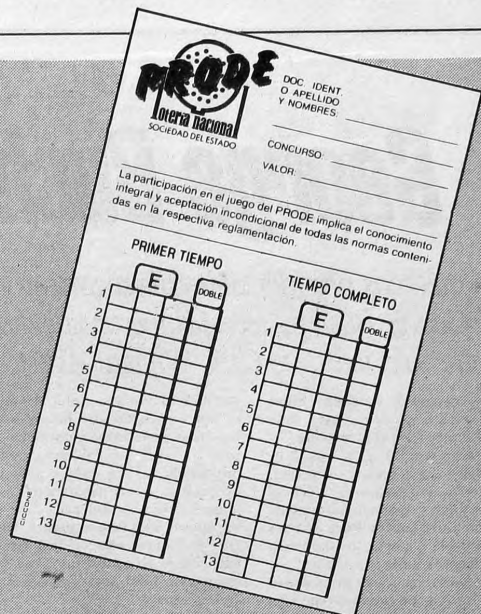 PRODE
lotería nacional
SOCIEDAD DEL ESTADO
DOC. IDENT.
O APELLIDO
Y NOMBRES:
CONCURSO:
VALOR:
La participación en el juego del PRODE implica el conocimiento
integral y aceptación incondicional de todas las normas conteni-
das en la respectiva reglamentación.
PRIMER TIEMPO
E DOBLE
1
2
3
4
5
6
7
8
9
10
11
12
13
TIEMPO COMPLETO
E DOBLE
1
2
3
4
5
6
7
8
9
10
11
12
13
CICCONE